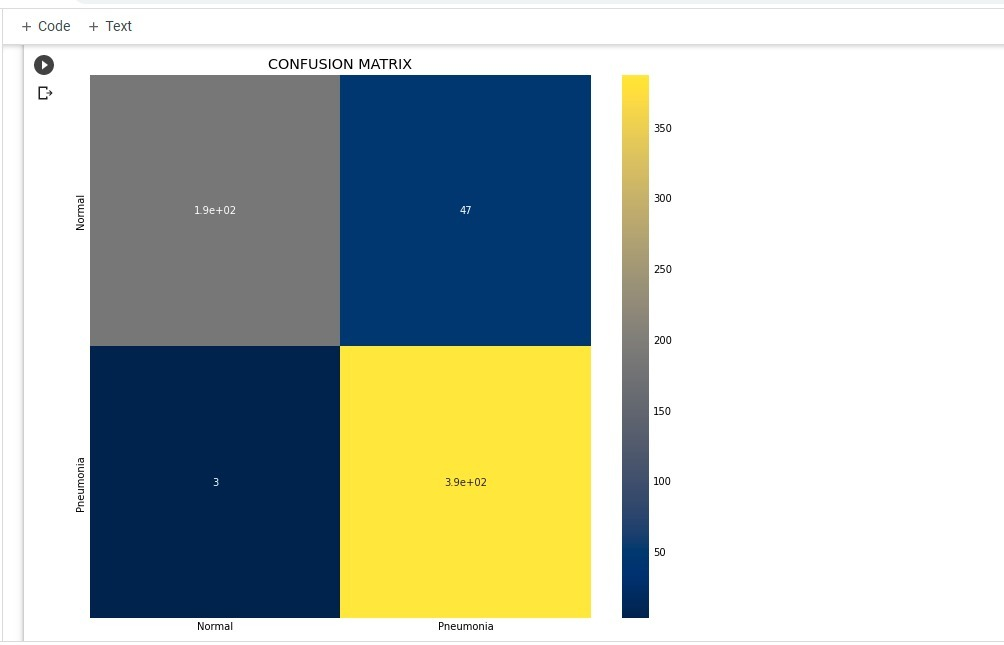 + Code + Text
CONFUSION MATRIX
Normal
1.9e+02
47
Pneumonia
3
3.9e+02
Normal
Pneumonia
350
300
250
200
150
100
50